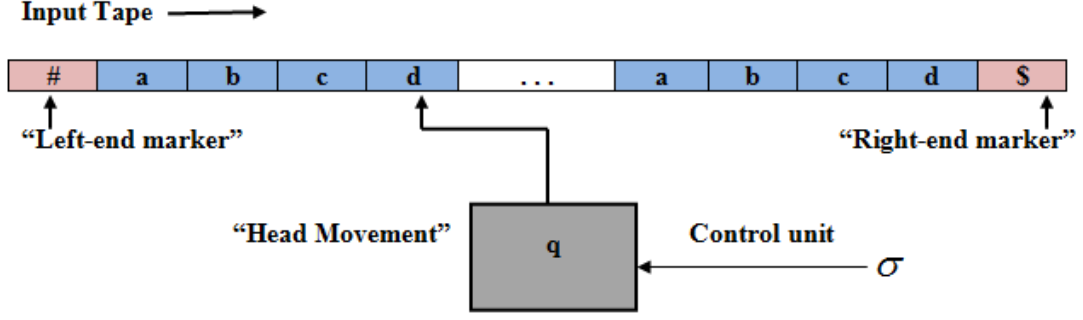 Input Tape
# a b c d ... a b c d $
“Left-end marker” “Right-end marker”
“Head Movement” q Control unit
σ